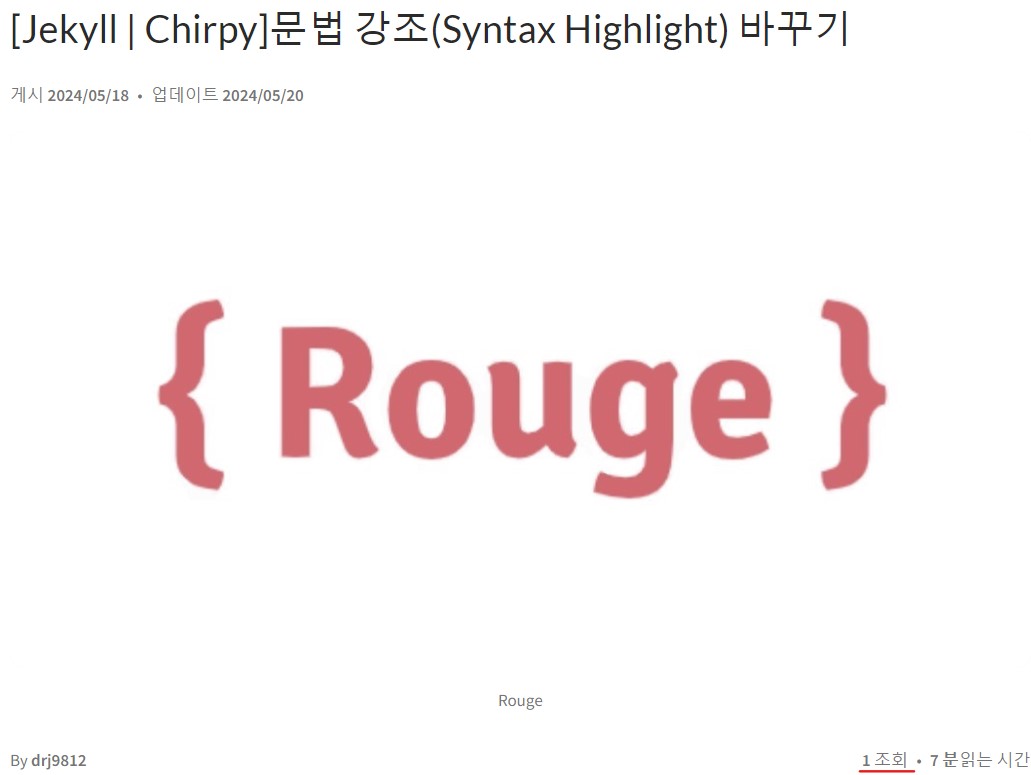 [Jekyll | Chirpy]문법 강조(Syntax Highlight) 바꾸기
게시 2024/05/18 • 업데이트 2024/05/20
{ Rouge }
Rouge
By drj9812 1 조회 • 7 분읽는 시간